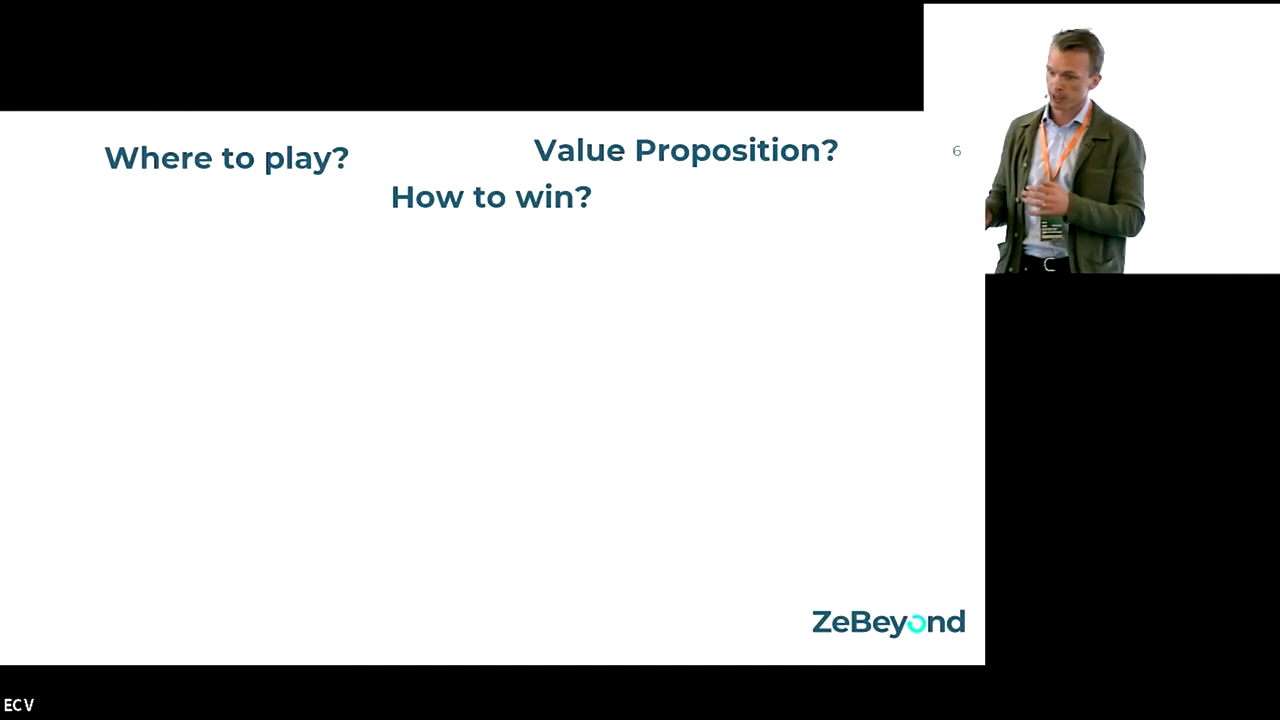 Where to play?
Value Proposition?
6
How to win?
ZeBeyond
ECV